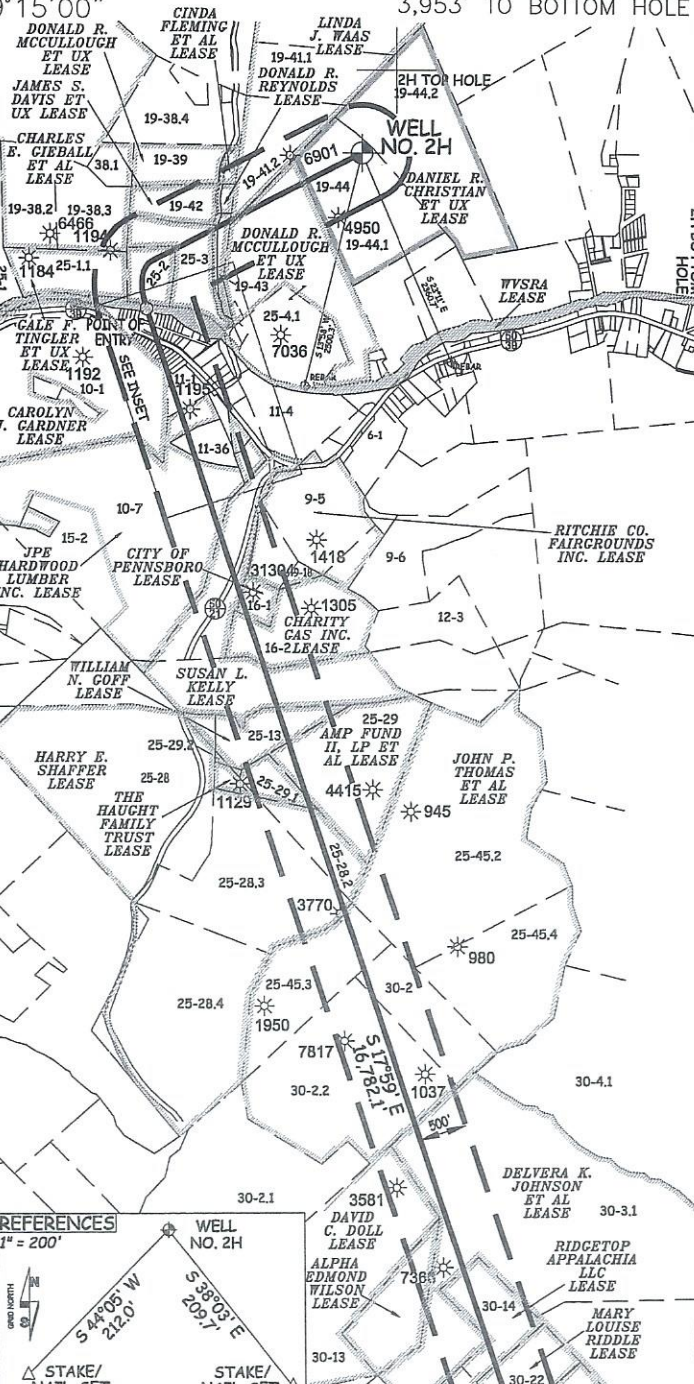 9°15'00"
3,953' TO BOTTOM HOLE
DONALD R.
MCCULLOUGH
ET UX
LEASE
CINDA
FLEMING
ET AL
LEASE
LINDA
J. WAAS
LEASE
19-41.1
DONALD R.
REYNOLDS
LEASE
2H TOP HOLE
19-44.2
JAMES S.
DAVIS ET
UX LEASE
19-38.4
WELL
NO. 2H
CHARLES
E. GIEBALL
ET AL
LEASE
38.1
19-39
19-41.2
6901
19-44
DANIEL R.
CHRISTIAN
ET UX
LEASE
19-38.2
19-38.3
19-42
6466
1194
4950
19-44.1
DONALD R.
MCCULLOUGH
ET UX
LEASE
1184
25-1.1
25-2
25-3
19-43
HOLE
WVSRA
LEASE
25-4.1
7036
GALE F.
TINGLER
ET UX
LEASE
POINT OF
ENTRY
SEE INSET
1192
10-1
REBAR
REBAR
11-1
1195
CAROLYN
J. GARDNER
LEASE
11-4
11-36
6-1
10-7
9-5
15-2
RITCHIE CO.
FAIRGROUNDS
INC. LEASE
JPE
HARDWOOD
LUMBER
INC. LEASE
CITY OF
PENNSBORO
LEASE
1418
9-6
31304
16-1
1305
12-3
CHARITY
GAS INC.
16-2 LEASE
WILLIAM
N. GOFF
LEASE
SUSAN L.
KELLY
LEASE
25-29.2
25-13
25-29
AMP FUND
II, LP ET
AL LEASE
HARRY E.
SHAFFER
LEASE
25-28
JOHN P.
THOMAS
ET AL
LEASE
THE
HAUGHT
FAMILY
TRUST
LEASE
1129
25-29.1
4415
945
25-28.2
25-45.2
25-28.3
3770
980
25-45.4
25-45.3
30-2
25-28.4
1950
7817
S 17°59' E
16,782.1'
1037
30-2.2
30-4.1
500'
30-2.1
3581
DAVID
C. DOLL
LEASE
DELVERA K.
JOHNSON
ET AL
LEASE
30-3.1
ALPHA
EDMOND
WILSON
LEASE
RIDGETOP
APPALACHIA
LLC
LEASE
30-14
MARY
LOUISE
RIDDLE
LEASE
30-13
30-22
REFERENCES
1" = 200'
WELL
NO. 2H
GRID NORTH
N
S 44°05' W
212.0'
S 38°03' E
209.7'
STAKE/
STAKE/